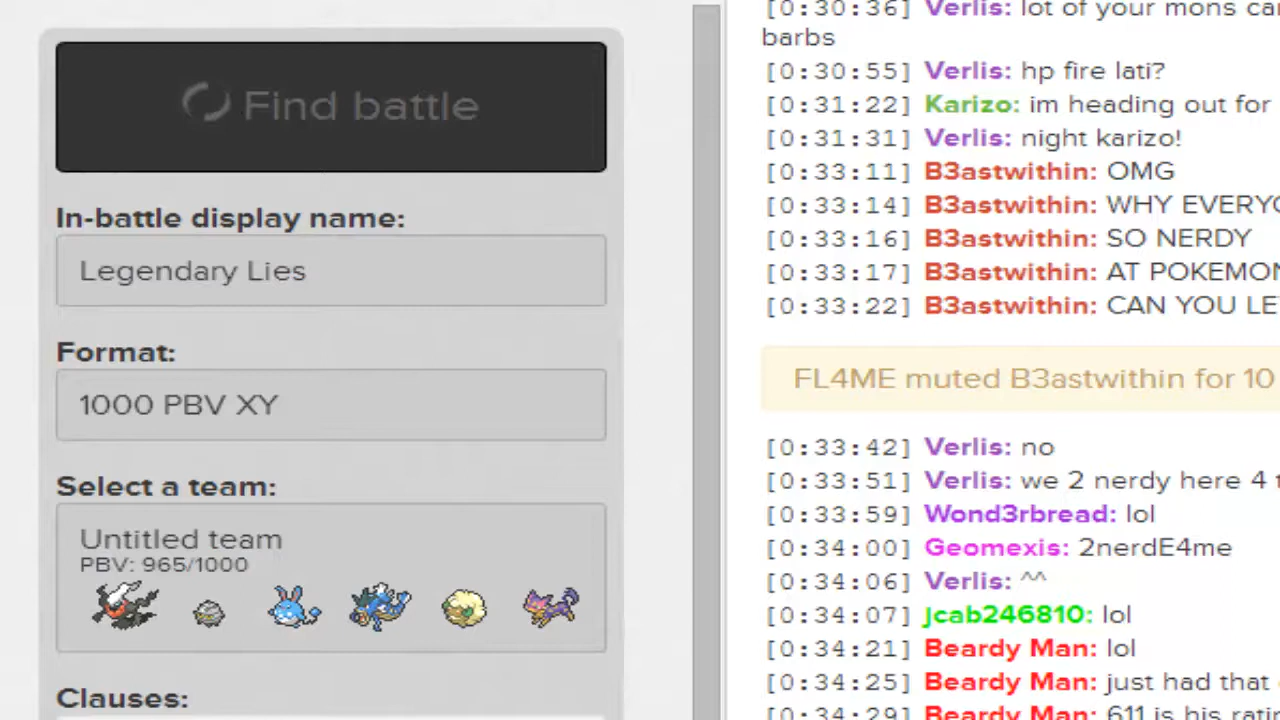 Find battle
In-battle display name:
Legendary Lies
Format:
1000 PBV XY
Select a team:
Untitled team
PBV: 965/1000
Clauses:
[0:30:36] Verlis: lot of your mons ca
barbs
[0:30:55] Verlis: hp fire lati?
[0:31:22] Karizo: im heading out for
[0:31:31] Verlis: night karizo!
[0:33:11] B3astwithin: OMG
[0:33:14] B3astwithin: WHY EVERYO
[0:33:16] B3astwithin: SO NERDY
[0:33:17] B3astwithin: AT POKEMON
[0:33:22] B3astwithin: CAN YOU LE
FL4ME muted B3astwithin for 10
[0:33:42] Verlis: no
[0:33:51] Verlis: we 2 nerdy here 4 t
[0:33:59] Wond3rbread: lol
[0:34:00] Geomexis: 2nerdE4me
[0:34:06] Verlis: ^^
[0:34:07] jcab246810: lol
[0:34:21] Beardy Man: lol
[0:34:25] Beardy Man: just had that
[0:34:29] Beardy Man: 611 is his rati